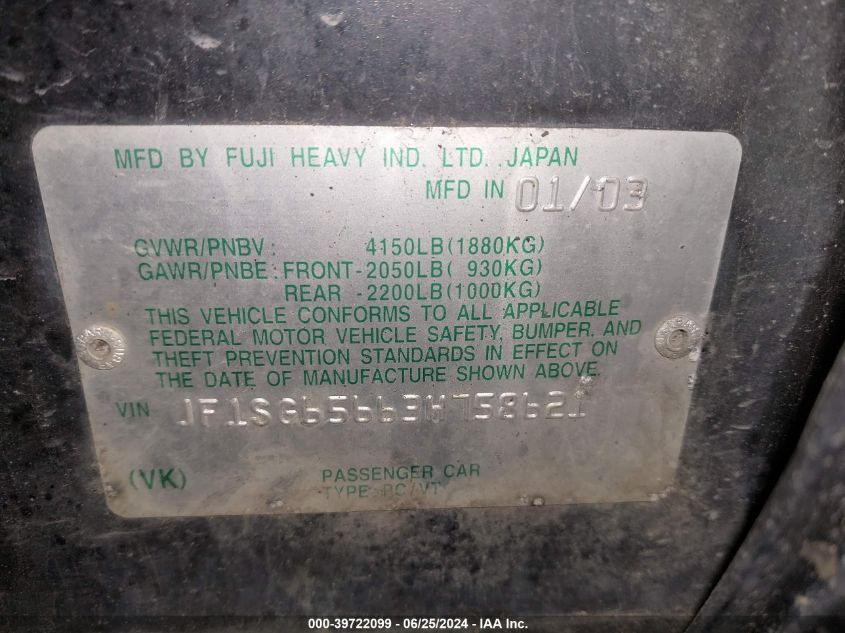 MFD BY FUJI HEAVY IND. LTD. JAPAN
MFD IN 01/03
GVWR/PNBV: 4150LB(1880KG)
GAWR/PNBE: FRONT-2050LB( 930KG)
REAR -2200LB(1000KG)
THIS VEHICLE CONFORMS TO ALL APPLICABLE
FEDERAL MOTOR VEHICLE SAFETY, BUMPER, AND
THEFT PREVENTION STANDARDS IN EFFECT ON
THE DATE OF MANUFACTURE SHOWN ABOVE.
VIN JF1SG65663H758621
(VK) PASSENGER CAR
TYPE: PC/VT
000-39722099 - 06/25/2024 - IAA Inc.